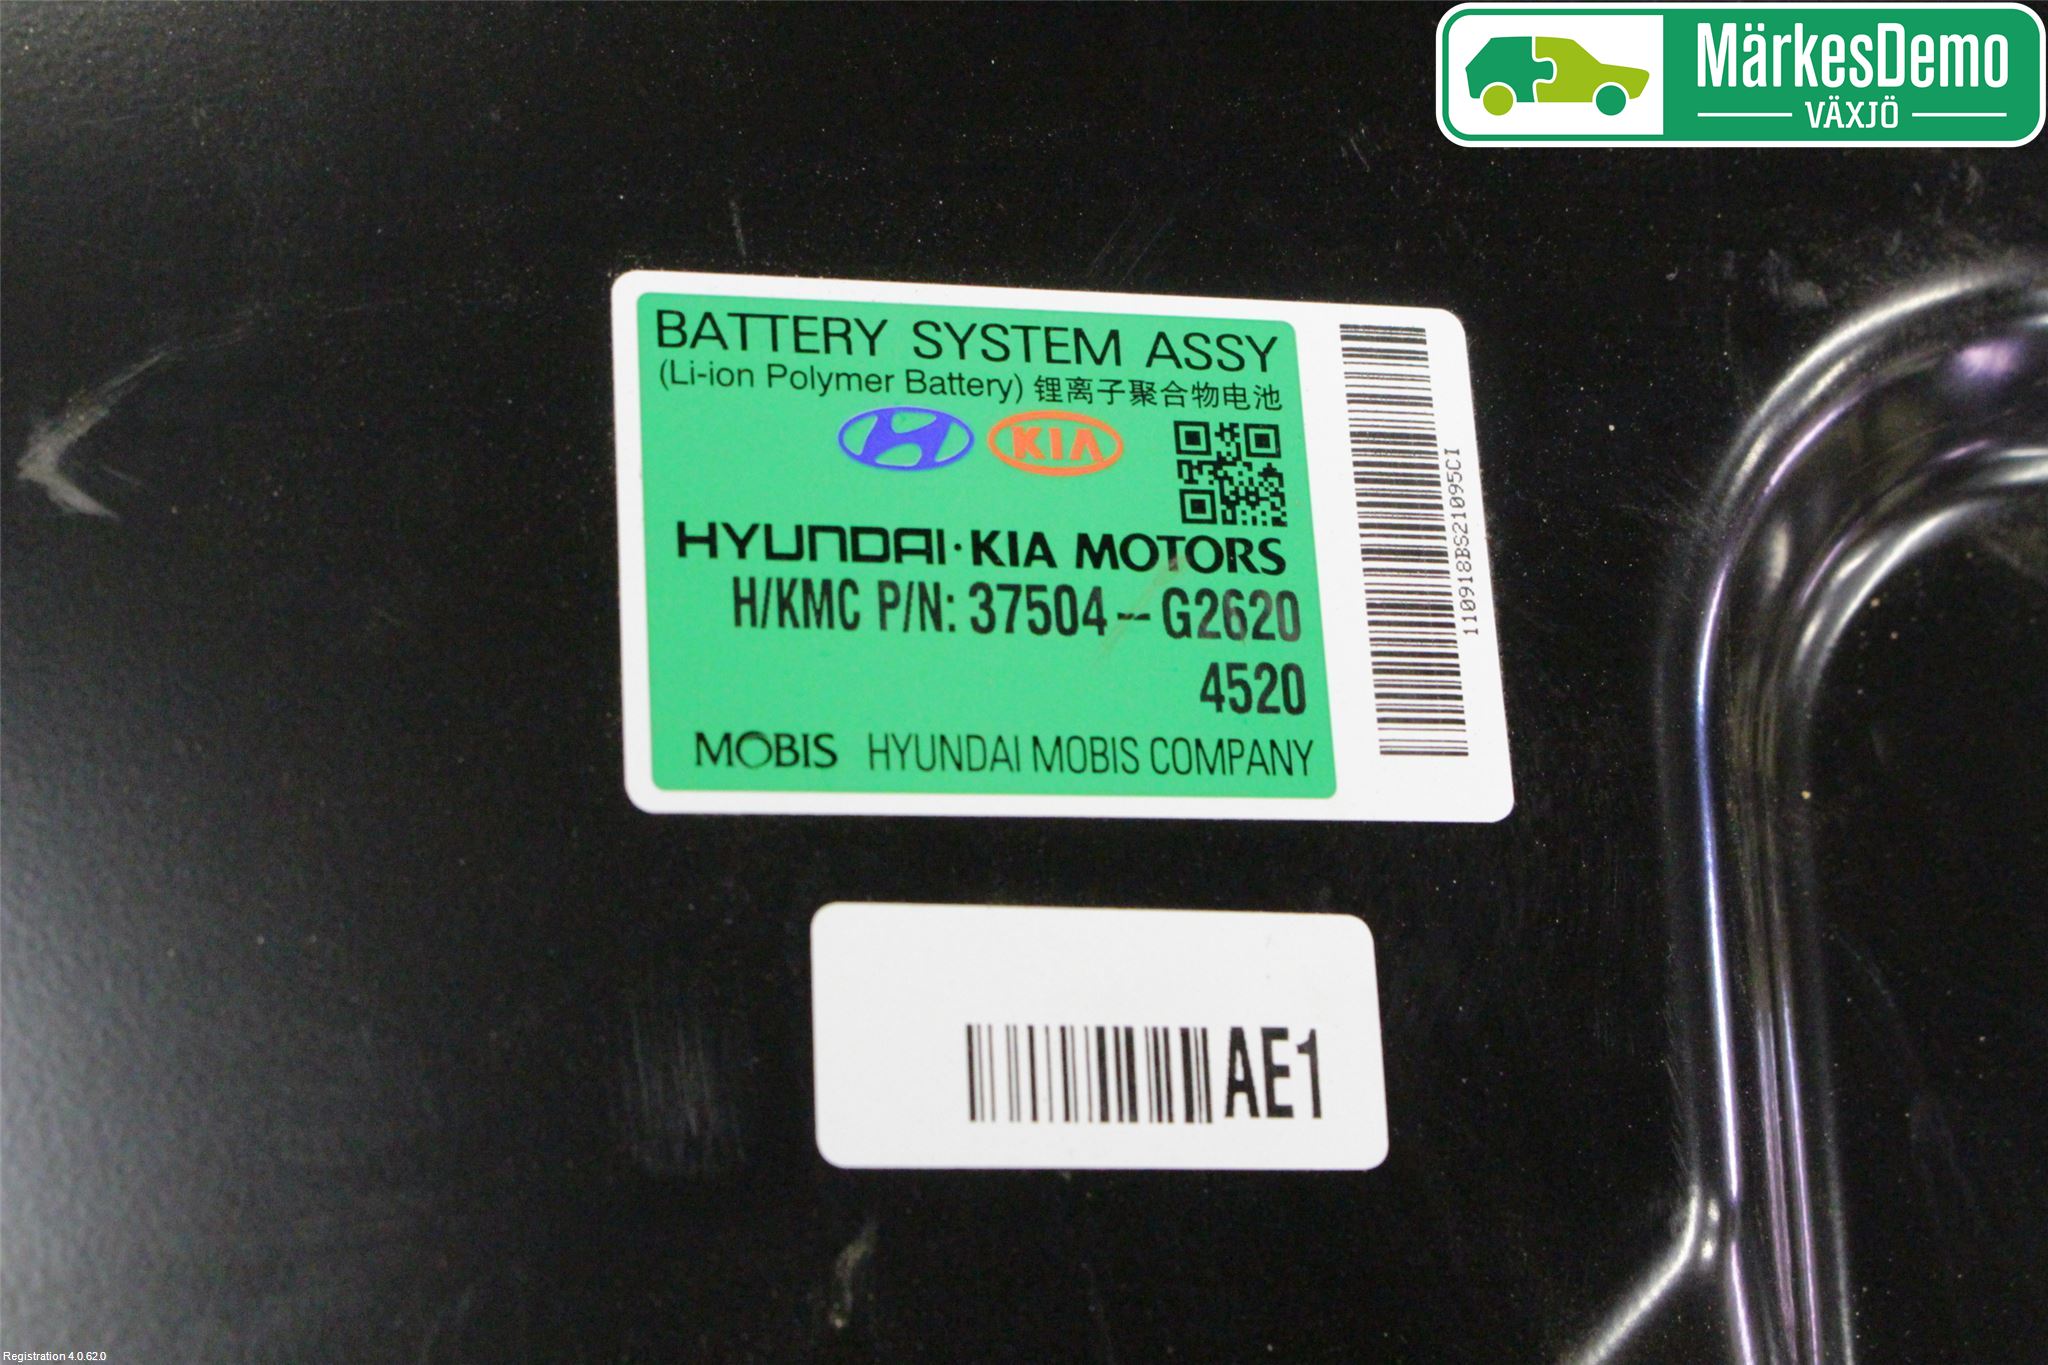 MärkesDemo
VÄXJÖ
BATTERY SYSTEM ASSY
(Li-ion Polymer Battery) 锂离子聚合物电池
KIA
HYUNDAI·KIA MOTORS
H/KMC P/N: 37504-G2620
4520
MOBIS HYUNDAI MOBIS COMPANY
110918BS21095CI
AE1
Registration 4.0.62.0